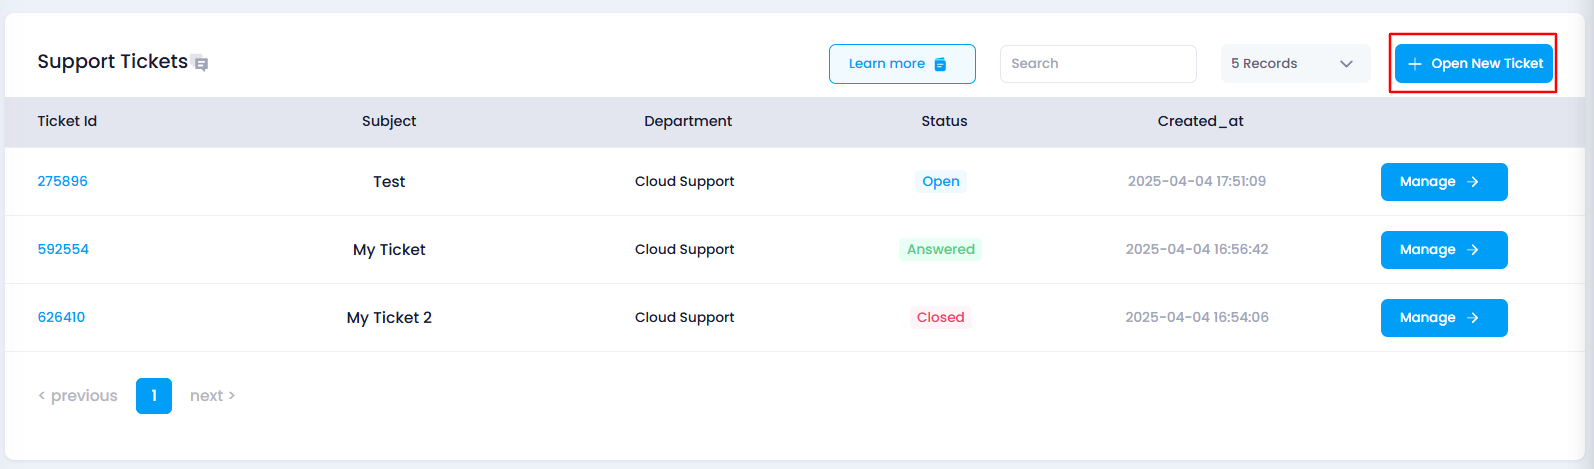 Support Tickets
Learn more
Search
5 Records
+ Open New Ticket
Ticket Id Subject Department Status Created_at
275896 Test Cloud Support Open 2025-04-04 17:51:09 Manage →
592554 My Ticket Cloud Support Answered 2025-04-04 16:56:42 Manage →
626410 My Ticket 2 Cloud Support Closed 2025-04-04 16:54:06 Manage →
< previous 1 next >